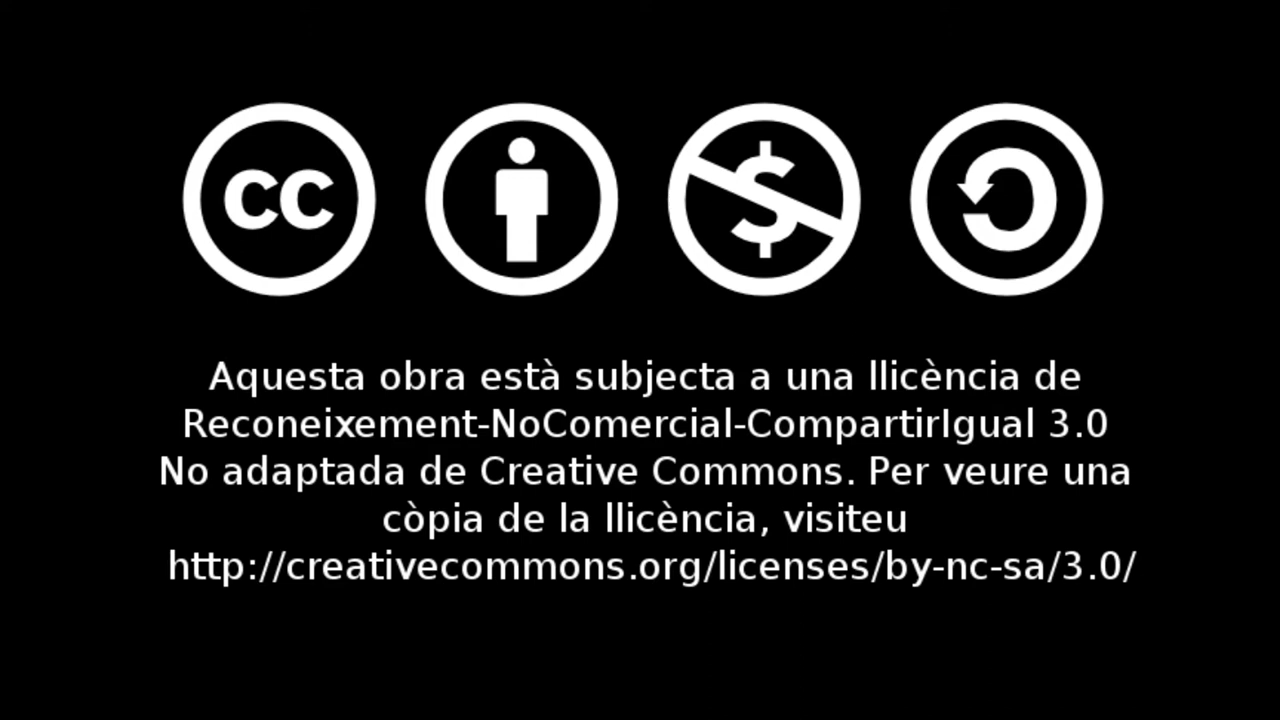 cc
$
Aquesta obra està subjecta a una llicència de
Reconeixement-NoComercial-CompartirIgual 3.0
No adaptada de Creative Commons. Per veure una
còpia de la llicència, visiteu
http://creativecommons.org/licenses/by-nc-sa/3.0/